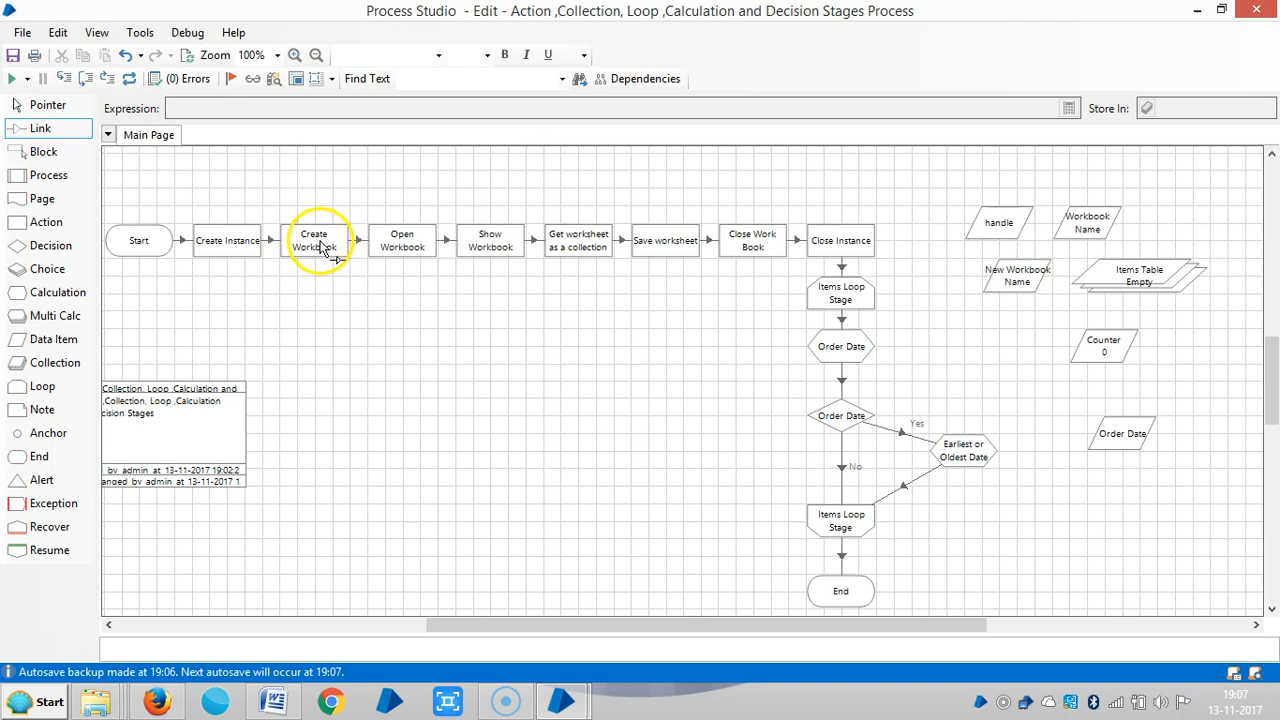 Process Studio - Edit - Action ,Collection, Loop ,Calculation and Decision Stages Process
File Edit View Tools Debug Help
Zoom 100% B I U
(0) Errors Find Text Dependencies
Expression: Store In:
Pointer
Link
Block
Process
Page
Action
Decision
Choice
Calculation
Multi Calc
Data Item
Collection
Loop
Note
Anchor
End
Alert
Exception
Recover
Resume
Main Page
Start
Create Instance
Create
Workbook
Open
Workbook
Show
Workbook
Get worksheet
as a collection
Save worksheet
Close Work
Book
Close Instance
handle
Workbook
Name
New Workbook
Name
Items Table
Empty
Items Loop
Stage
Order Date
Counter
0
Order Date
Yes
No
Earliest or
Oldest Date
Order Date
Items Loop
Stage
End
Collection, Loop ,Calculation and
,Collection, Loop ,Calculation
cision Stages
by admin at 13-11-2017 19:02:2
anged by admin at 13-11-2017 1
Autosave backup made at 19:06. Next autosave will occur at 19:07.
Start
19:07
13-11-2017